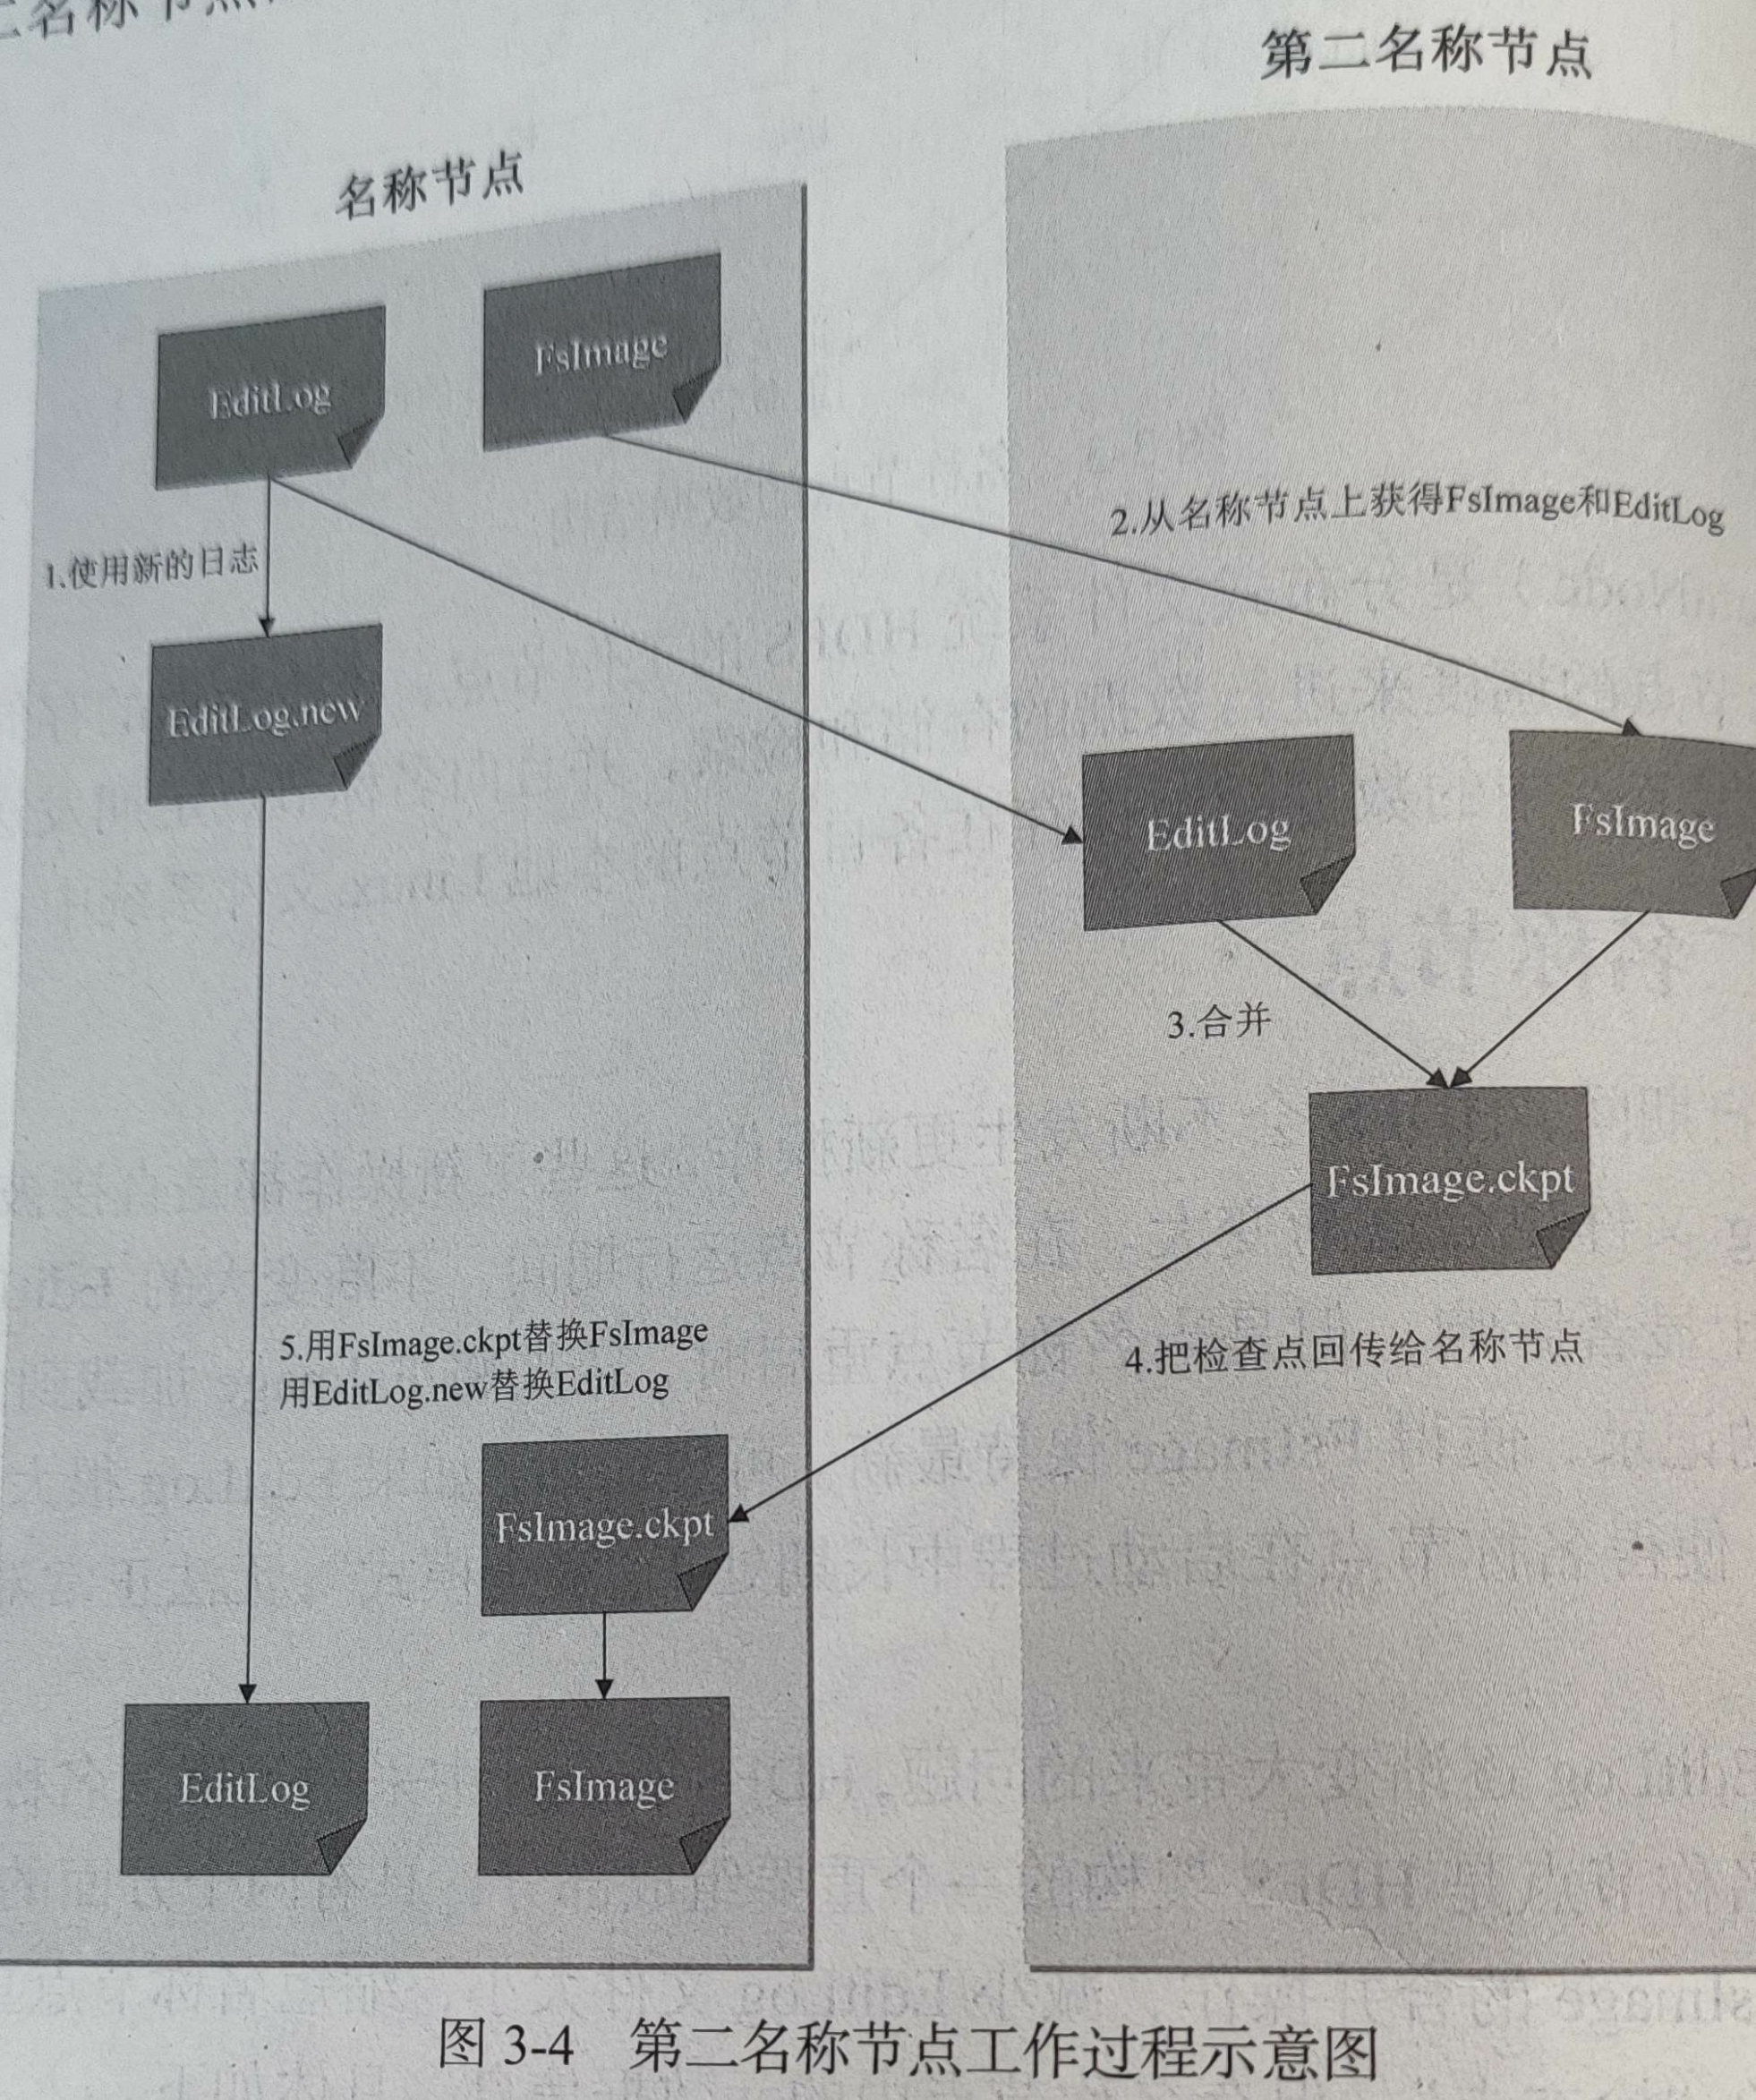 二名称节点
第二名称节点
名称节点
EditLog
FsImage
2.从名称节点上获得FsImage和EditLog
1.使用新的日志
EditLog.new
EditLog
FsImage
3.合并
FsImage.ckpt
5.用FsImage.ckpt替换FsImage
用EditLog.new替换EditLog
4.把检查点回传给名称节点
FsImage.ckpt
EditLog
FsImage
图 3-4 第二名称节点工作过程示意图